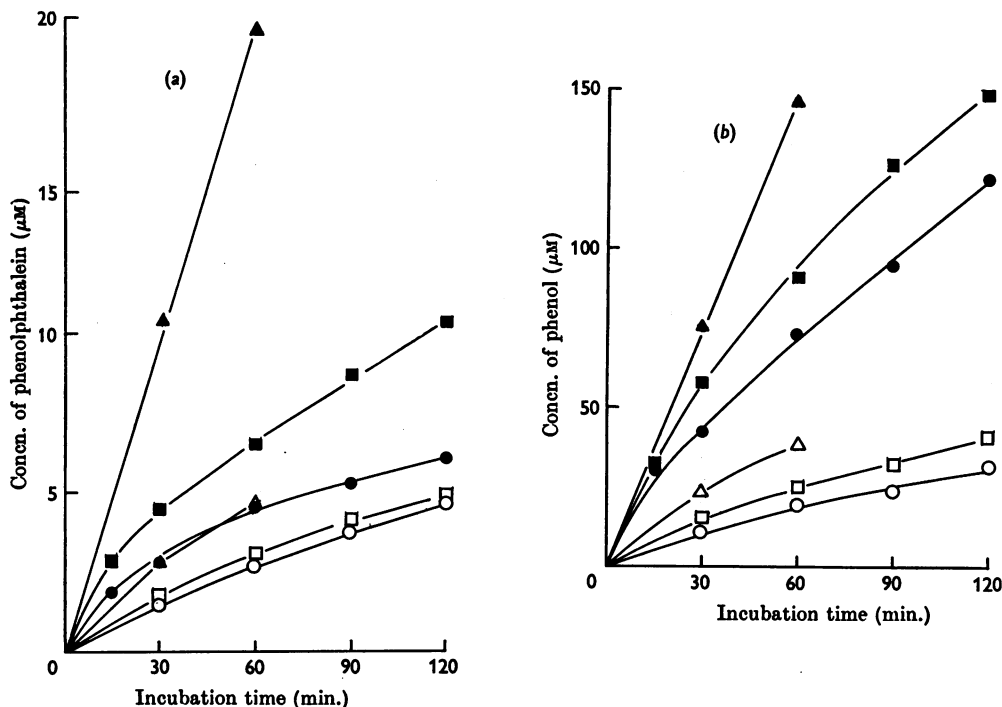 20
15
10
5
0
30
60
90
120
(a)
Concn. of phenolphthalein (μM)
Incubation time (min.)
150
100
50
0
30
60
90
120
(b)
Concn. of phenol (μM)
Incubation time (min.)